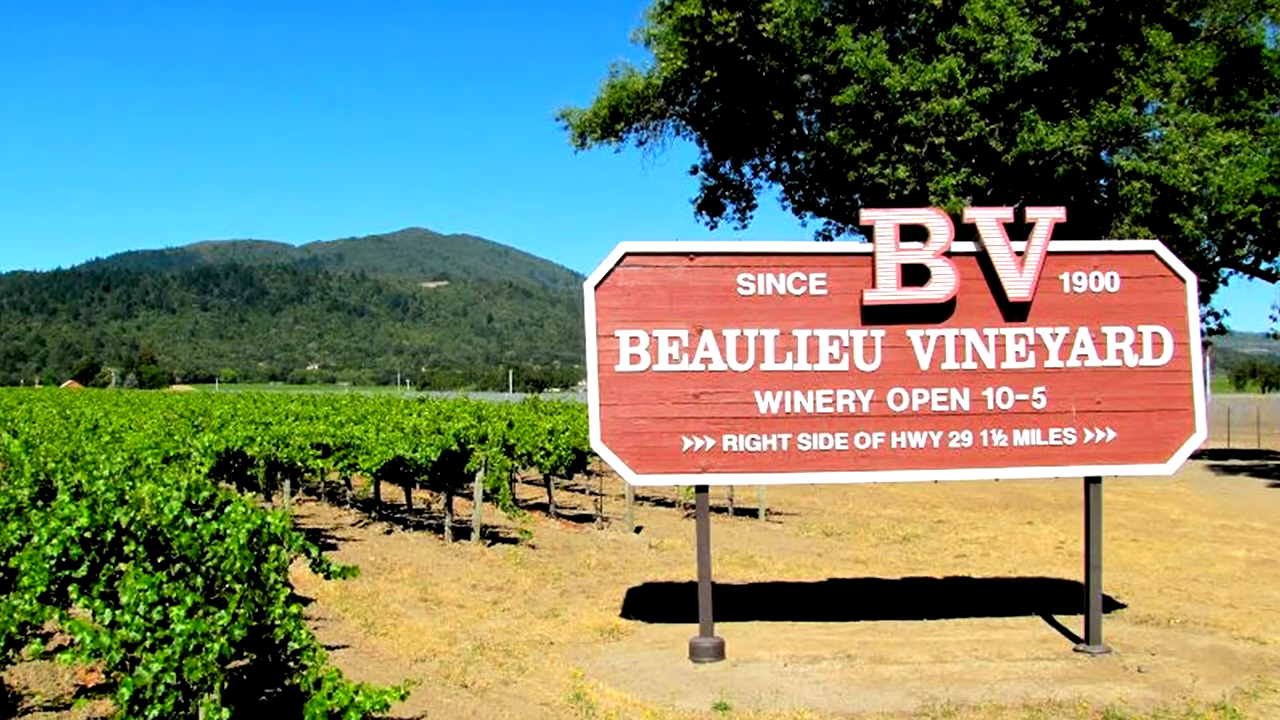 BV
SINCE 1900
BEAULIEU VINEYARD
WINERY OPEN 10-5
>>> RIGHT SIDE OF HWY 29 1½ MILES >>>